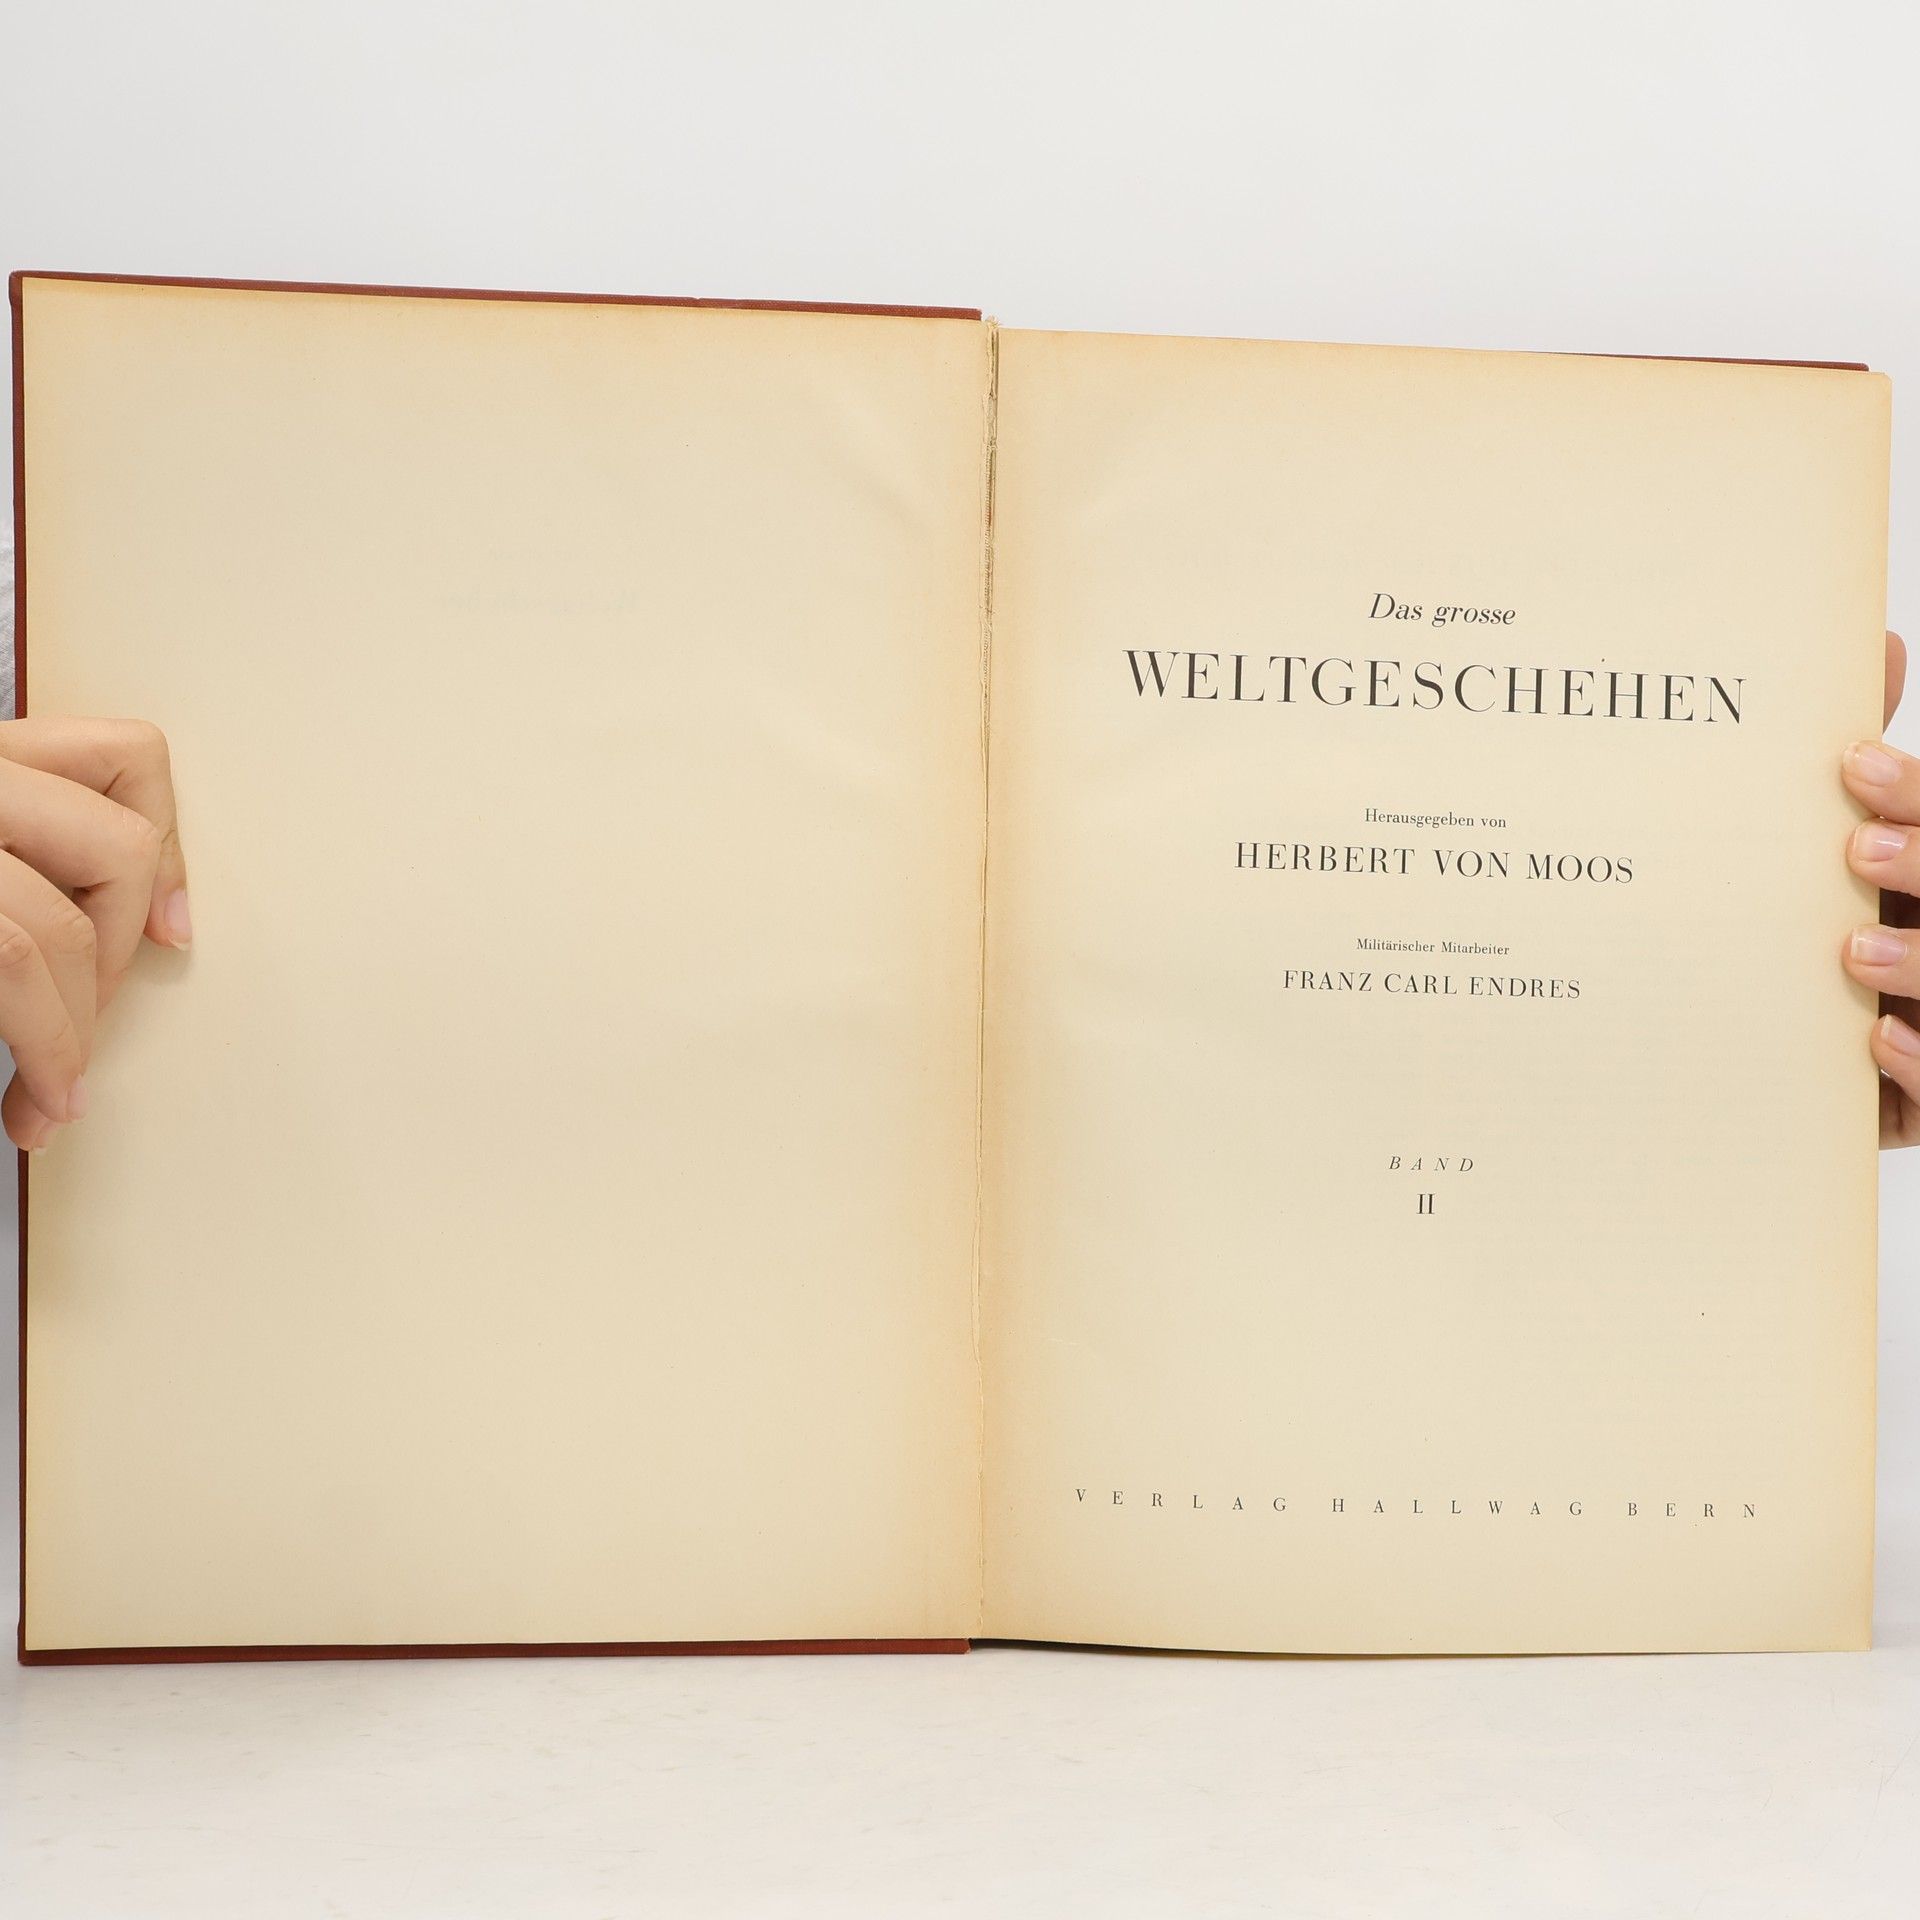 Das grosse
WELTGESCHEHEN
Herausgegeben von
HERBERT VON MOOS
Militärischer Mitarbeiter
FRANZ CARL ENDRES
BAND
II
VERLAG HALLWAG BERN